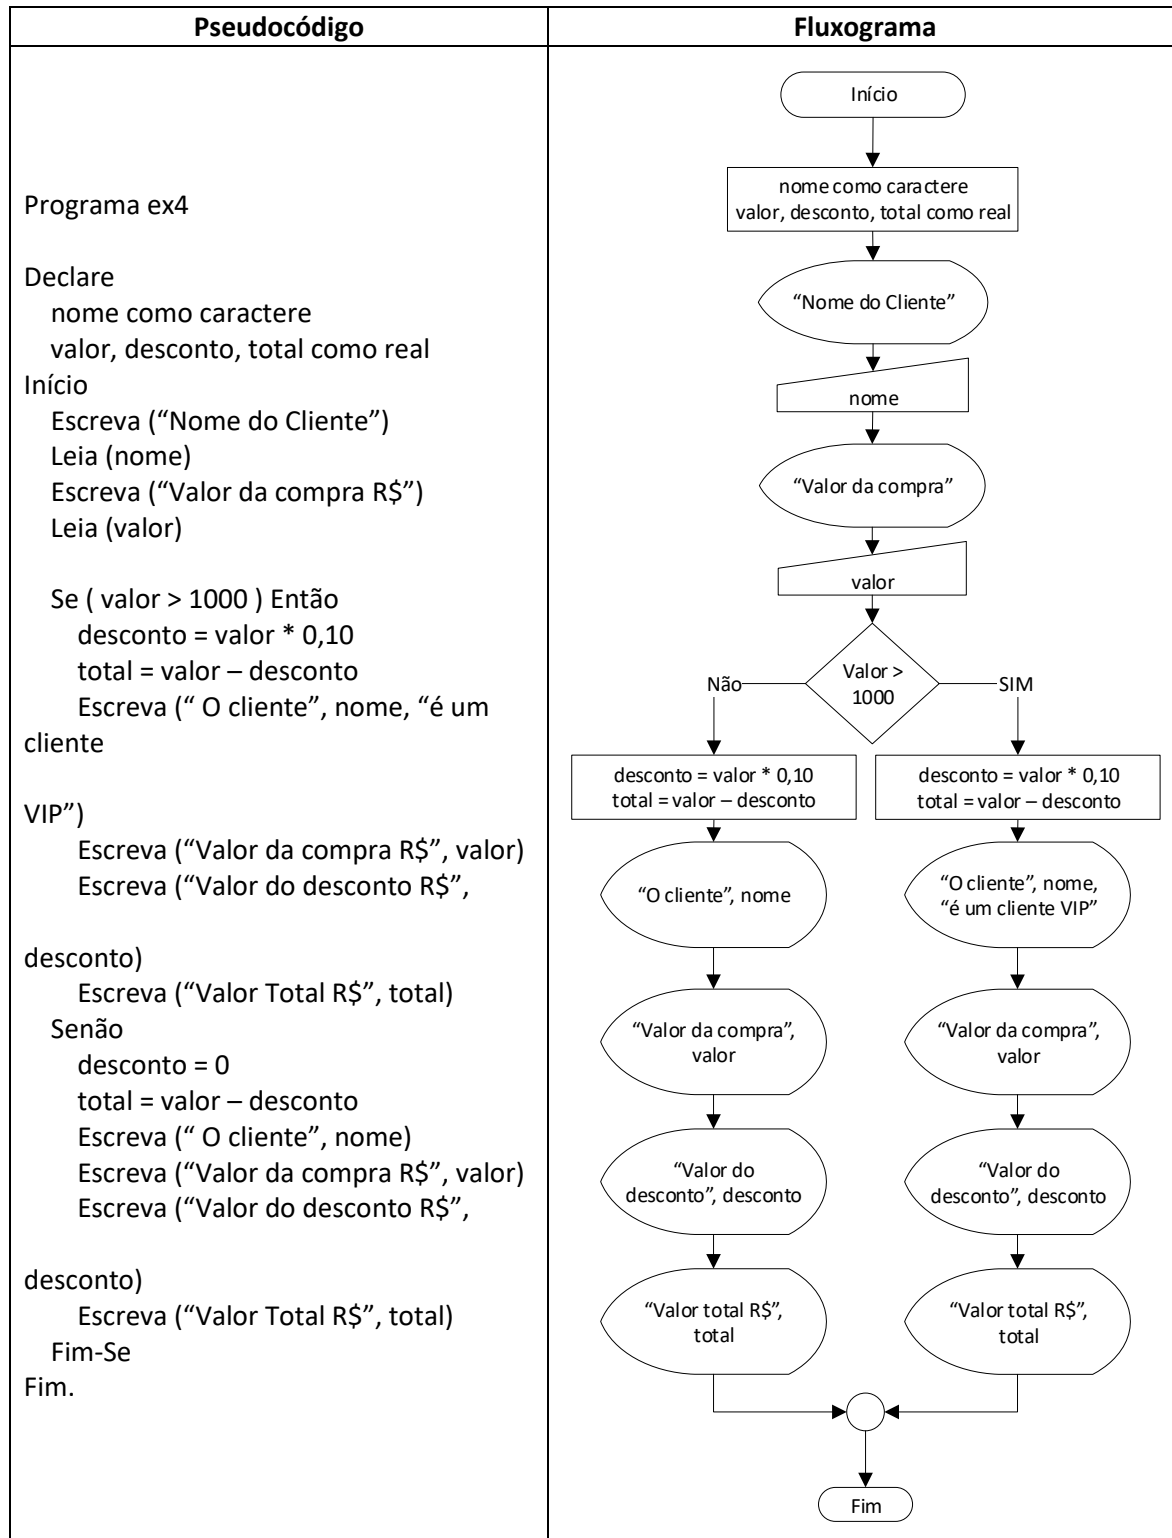 Pseudocódigo
Fluxograma
Programa ex4
Declare
nome como caractere
valor, desconto, total como real
Início
Escreva (“Nome do Cliente”)
Leia (nome)
Escreva (“Valor da compra R$”)
Leia (valor)
Se ( valor > 1000 ) Então
desconto = valor * 0,10
total = valor – desconto
Escreva (“ O cliente”, nome, “é um
cliente
VIP”)
Escreva (“Valor da compra R$”, valor)
Escreva (“Valor do desconto R$”,
desconto)
Escreva (“Valor Total R$”, total)
Senão
desconto = 0
total = valor – desconto
Escreva (“ O cliente”, nome)
Escreva (“Valor da compra R$”, valor)
Escreva (“Valor do desconto R$”,
desconto)
Escreva (“Valor Total R$”, total)
Fim-Se
Fim.
Início
nome como caractere
valor, desconto, total como real
“Nome do Cliente”
nome
“Valor da compra”
valor
Valor >
1000
Não
SIM
desconto = valor * 0,10
total = valor – desconto
desconto = valor * 0,10
total = valor – desconto
“O cliente”, nome
“O cliente”, nome,
“é um cliente VIP”
“Valor da compra”,
valor
“Valor da compra”,
valor
“Valor do
desconto”, desconto
“Valor do
desconto”, desconto
“Valor total R$”,
total
“Valor total R$”,
total
Fim